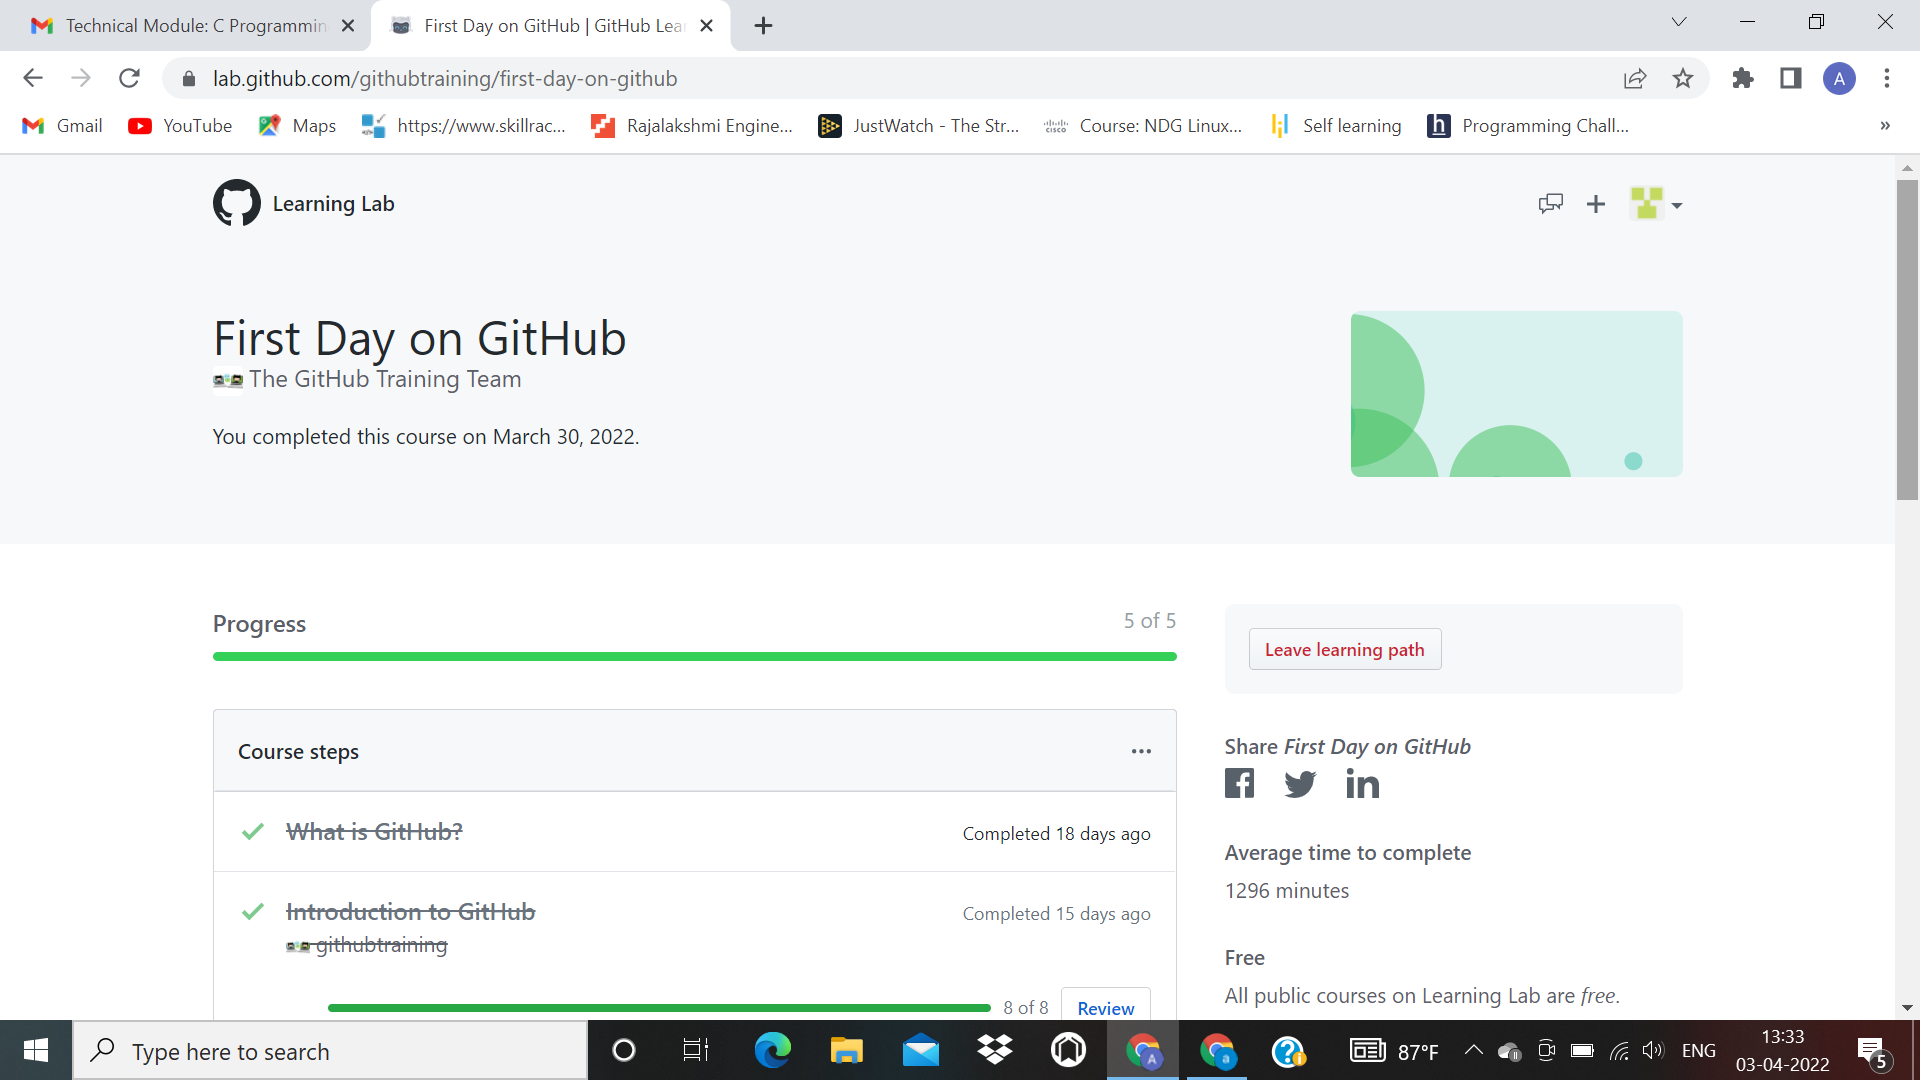 Technical Module: C Programmin
First Day on GitHub | GitHub Lea
lab.github.com/githubtraining/first-day-on-github
A
Gmail
YouTube
Maps
https://www.skillrac...
Rajalakshmi Engine...
JustWatch - The Str...
Course: NDG Linux...
Self learning
Programming Chall...
»
Learning Lab
First Day on GitHub
The GitHub Training Team
You completed this course on March 30, 2022.
Progress
5 of 5
Leave learning path
Course steps
Share First Day on GitHub
What is GitHub?
Completed 18 days ago
Average time to complete
1296 minutes
Introduction to GitHub
Completed 15 days ago
githubtraining
Free
All public courses on Learning Lab are free.
8 of 8
Review
Type here to search
87°F
ENG
13:33
03-04-2022
5